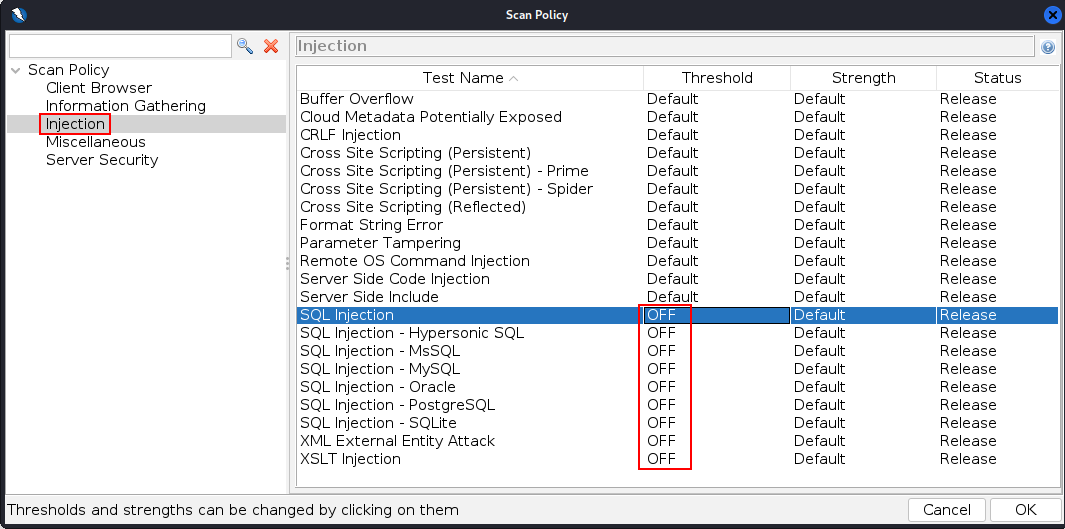 Scan Policy
Injection
Scan Policy
Client Browser
Information Gathering
Injection
Miscellaneous
Server Security
Test Name Threshold Strength Status
Buffer Overflow Default Default Release
Cloud Metadata Potentially Exposed Default Default Release
CRLF Injection Default Default Release
Cross Site Scripting (Persistent) Default Default Release
Cross Site Scripting (Persistent) - Prime Default Default Release
Cross Site Scripting (Persistent) - Spider Default Default Release
Cross Site Scripting (Reflected) Default Default Release
Format String Error Default Default Release
Parameter Tampering Default Default Release
Remote OS Command Injection Default Default Release
Server Side Code Injection Default Default Release
Server Side Include Default Default Release
SQL Injection OFF Default Release
SQL Injection - Hypersonic SQL OFF Default Release
SQL Injection - MsSQL OFF Default Release
SQL Injection - MySQL OFF Default Release
SQL Injection - Oracle OFF Default Release
SQL Injection - PostgreSQL OFF Default Release
SQL Injection - SQLite OFF Default Release
XML External Entity Attack OFF Default Release
XSLT Injection OFF Default Release
Thresholds and strengths can be changed by clicking on them
Cancel OK